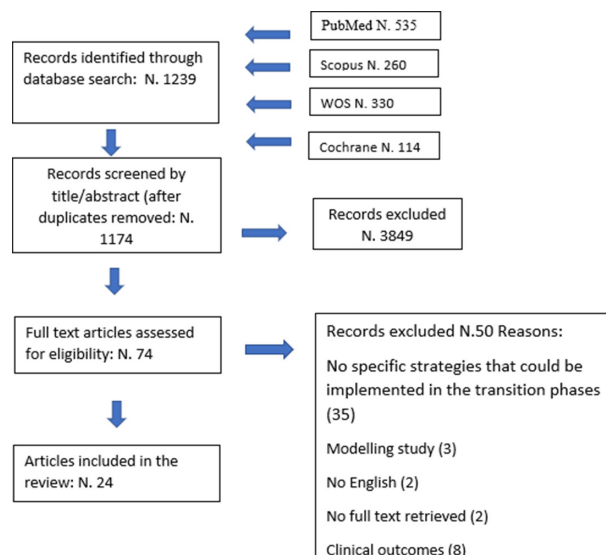 PubMed N. 535
Records identified through
database search: N. 1239
Scopus N. 260
WOS N. 330
Cochrane N. 114
Records screened by
title/abstract (after
duplicates removed: N.
1174
Records excluded
N. 3849
Full text articles assessed
for eligibility: N. 74
Records excluded N.50 Reasons:
No specific strategies that could be
implemented in the transition phases
(35)
Modelling study (3)
No English (2)
No full text retrieved (2)
Clinical outcomes (8)
Articles included in the
review: N. 24